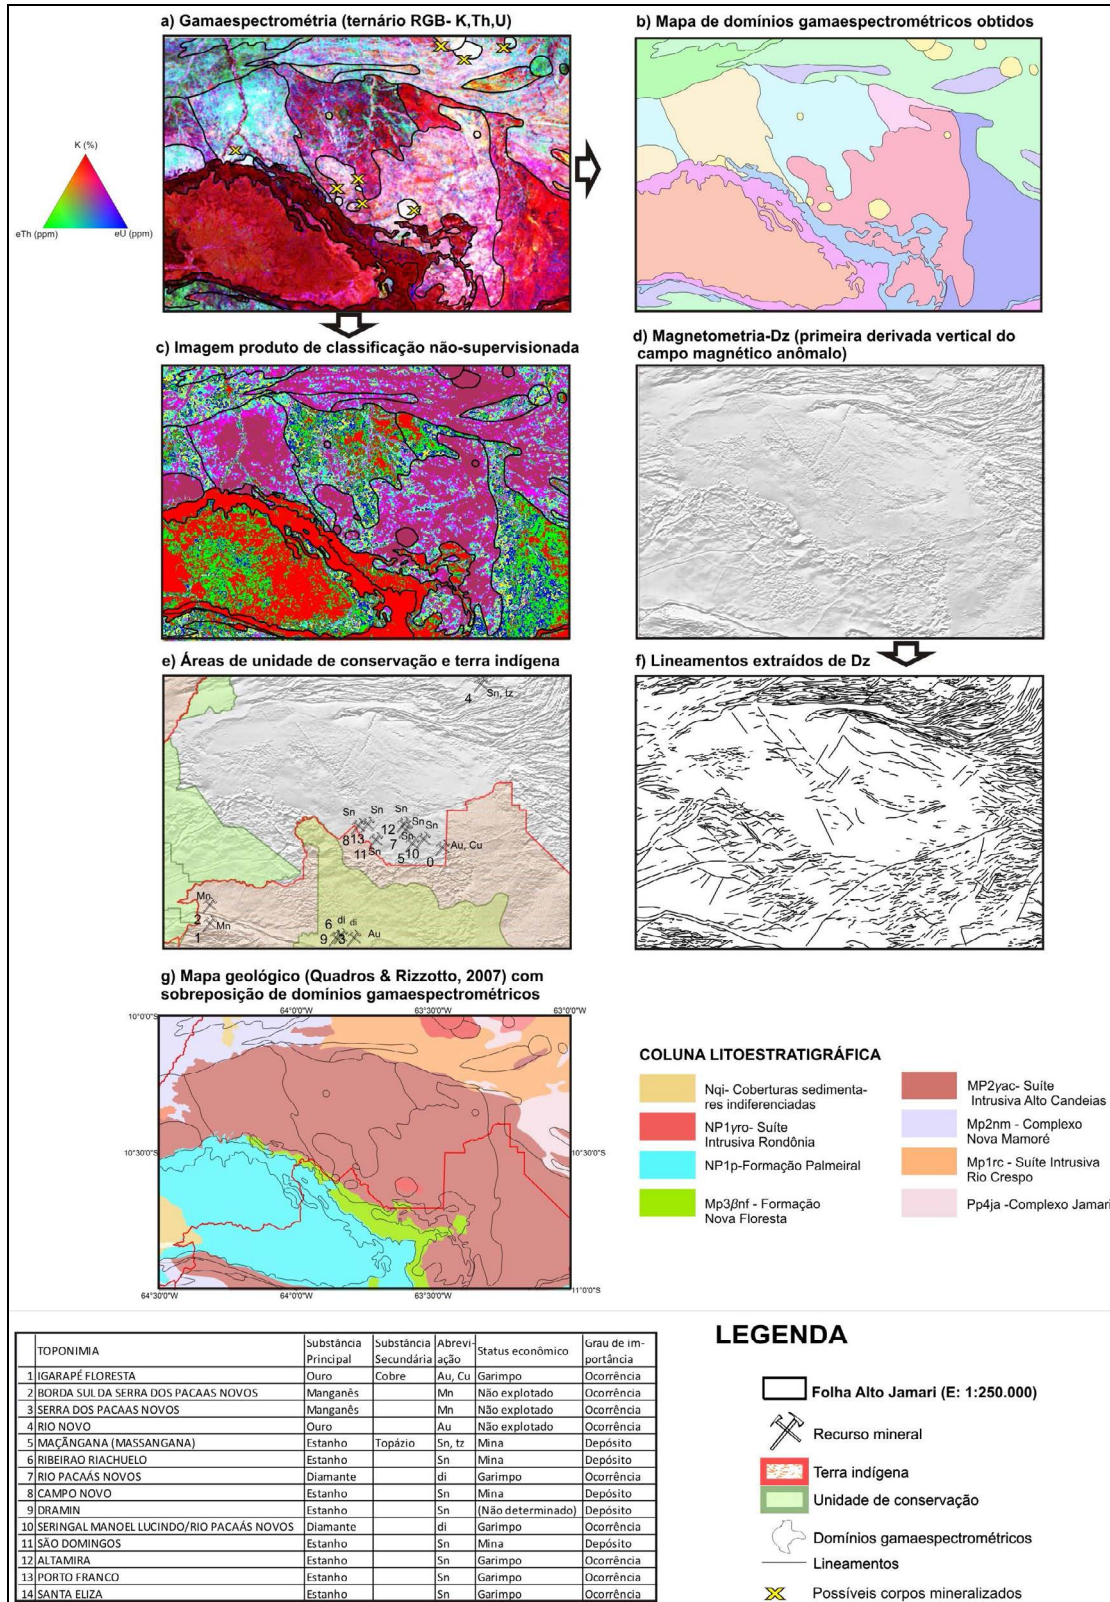 a) Gamaespectrométria (ternário RGB- K,Th,U)
b) Mapa de domínios gamaespectrométricos obtidos
K (%)
eTh (ppm)
eU (ppm)
c) Imagem produto de classificação não-supervisionada
d) Magnetometria-Dz (primeira derivada vertical do
campo magnético anômalo)
e) Áreas de unidade de conservação e terra indígena
f) Lineamentos extraídos de Dz
Sn, tz
4
Sn
Sn
Sn
Sn
Sn
8
13
12
Sn
7
11
Sn
5
10
0
Au, Cu
Mn
2
Mn
1
6
di
di
9
3
Au
g) Mapa geológico (Quadros & Rizzotto, 2007) com
sobreposição de domínios gamaespectrométricos
64°0'0"W
63°30'0"W
63°0'0"W
10°0'0"S
10°30'0"S
10°30'0"S
11°0'0"S
64°30'0"W
64°0'0"W
63°30'0"W
COLUNA LITOESTRATIGRÁFICA
Nqi- Coberturas sedimenta-
res indiferenciadas
NP1γro- Suíte
Intrusiva Rondônia
NP1p-Formação Palmeiral
Mp3βnf - Formação
Nova Floresta
MP2γac- Suíte
Intrusiva Alto Candeias
Mp2nm - Complexo
Nova Mamoré
Mp1rc - Suíte Intrusiva
Rio Crespo
Pp4ja -Complexo Jamari
TOPONIMIA Substância Principal Substância Secundária Abrevi-ação Status econômico Grau de im-portância
1 IGARAPÉ FLORESTA Ouro Cobre Au, Cu Garimpo Ocorrência
2 BORDA SUL DA SERRA DOS PACAAS NOVOS Manganês Mn Não explotado Ocorrência
3 SERRA DOS PACAAS NOVOS Manganês Mn Não explotado Ocorrência
4 RIO NOVO Ouro Au Não explotado Ocorrência
5 MAÇÃNGANA (MASSANGANA) Estanho Topázio Sn, tz Mina Depósito
6 RIBEIRAO RIACHUELO Estanho Sn Mina Depósito
7 RIO PACAÁS NOVOS Diamante di Garimpo Ocorrência
8 CAMPO NOVO Estanho Sn Mina Depósito
9 DRAMIN Estanho Sn (Não determinado) Depósito
10 SERINGAL MANOEL LUCINDO/RIO PACAÁS NOVOS Diamante di Garimpo Ocorrência
11 SÃO DOMINGOS Estanho Sn Mina Depósito
12 ALTAMIRA Estanho Sn Garimpo Ocorrência
13 PORTO FRANCO Estanho Sn Garimpo Ocorrência
14 SANTA ELIZA Estanho Sn Garimpo Ocorrência
LEGENDA
Folha Alto Jamari (E: 1:250.000)
Recurso mineral
Terra indígena
Unidade de conservação
Domínios gamaespectrométricos
Lineamentos
Possíveis corpos mineralizados